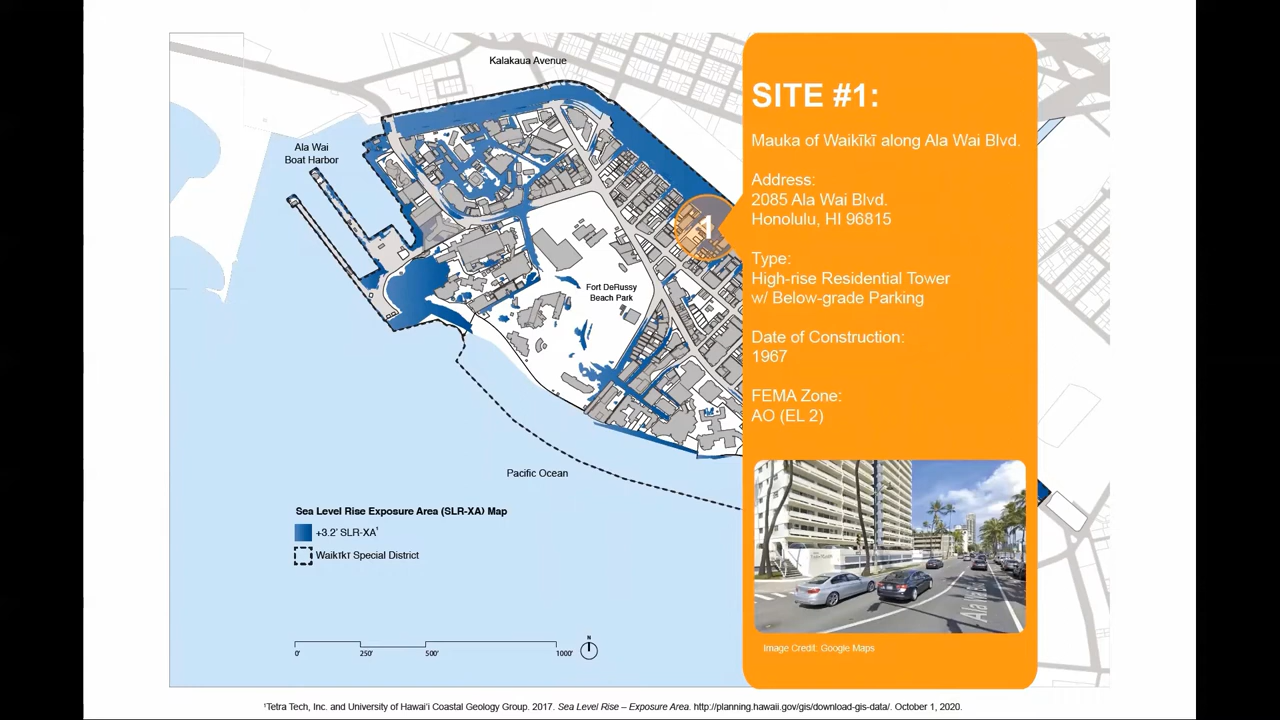 Kalakaua Avenue
Ala Wai
Boat Harbor
Fort DeRussy
Beach Park
Pacific Ocean
Sea Level Rise Exposure Area (SLR-XA) Map
+3.2' SLR-XA¹
Waikīkī Special District
0'
250'
500'
1000'
N
1
SITE #1:
Mauka of Waikīkī along Ala Wai Blvd.
Address:
2085 Ala Wai Blvd.
Honolulu, HI 96815
Type:
High-rise Residential Tower
w/ Below-grade Parking
Date of Construction:
1967
FEMA Zone:
AO (EL 2)
Ala Wai
Image Credit: Google Maps
¹Tetra Tech, Inc. and University of Hawai'i Coastal Geology Group. 2017. Sea Level Rise – Exposure Area. http://planning.hawaii.gov/gis/download-gis-data/. October 1, 2020.